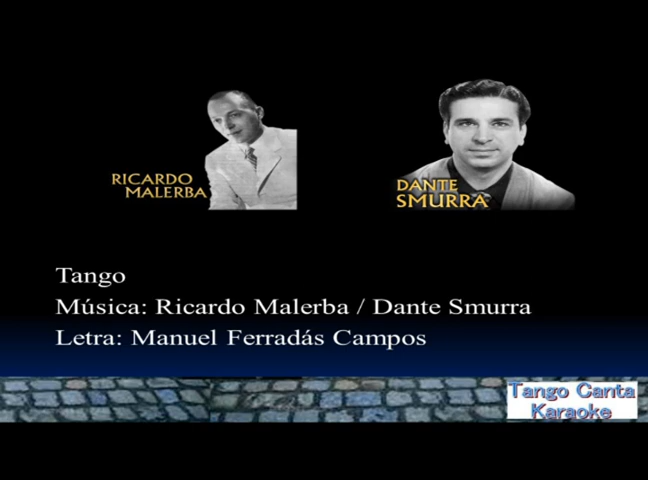 RICARDO
MALERBA
DANTE
SMURRA
Tango
Música: Ricardo Malerba / Dante Smurra
Letra: Manuel Ferradás Campos
Tango Canta
Karaoke